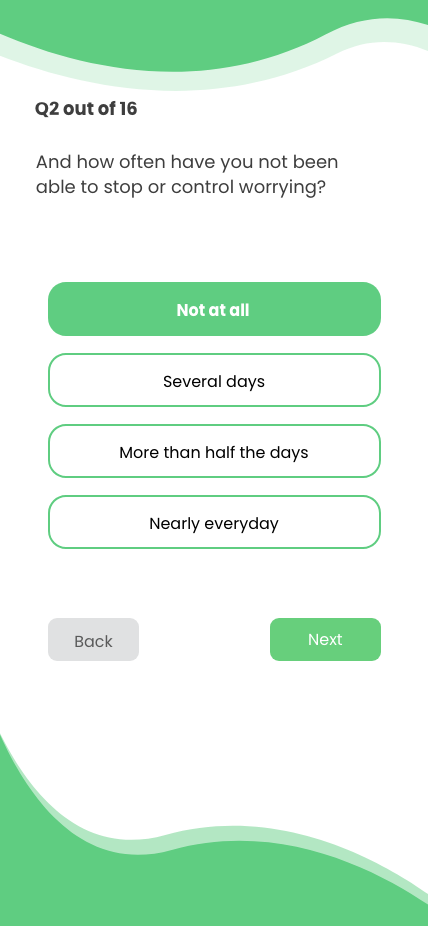 Q2 out of 16
And how often have you not been
able to stop or control worrying?
Not at all
Several days
More than half the days
Nearly everyday
Back
Next